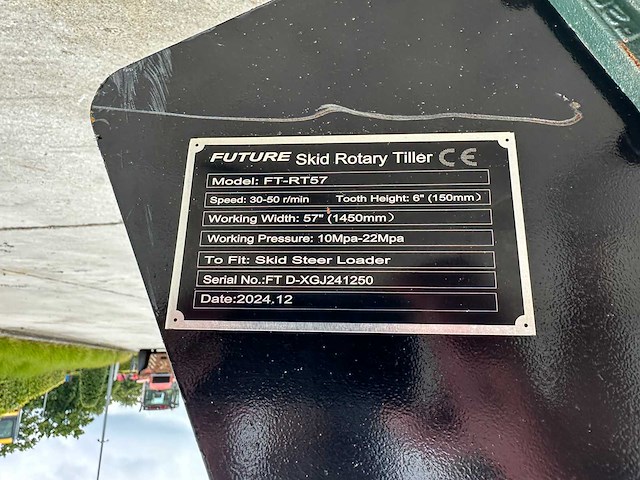 FUTURE Skid Rotary Tiller CE
Model: FT-RT57
Speed: 30-50 r/min Tooth Height: 6" (150mm)
Working Width: 57" (1450mm)
Working Pressure: 10Mpa-22Mpa
To Fit: Skid Steer Loader
Serial No.:FT D-XGJ241250
Date:2024.12